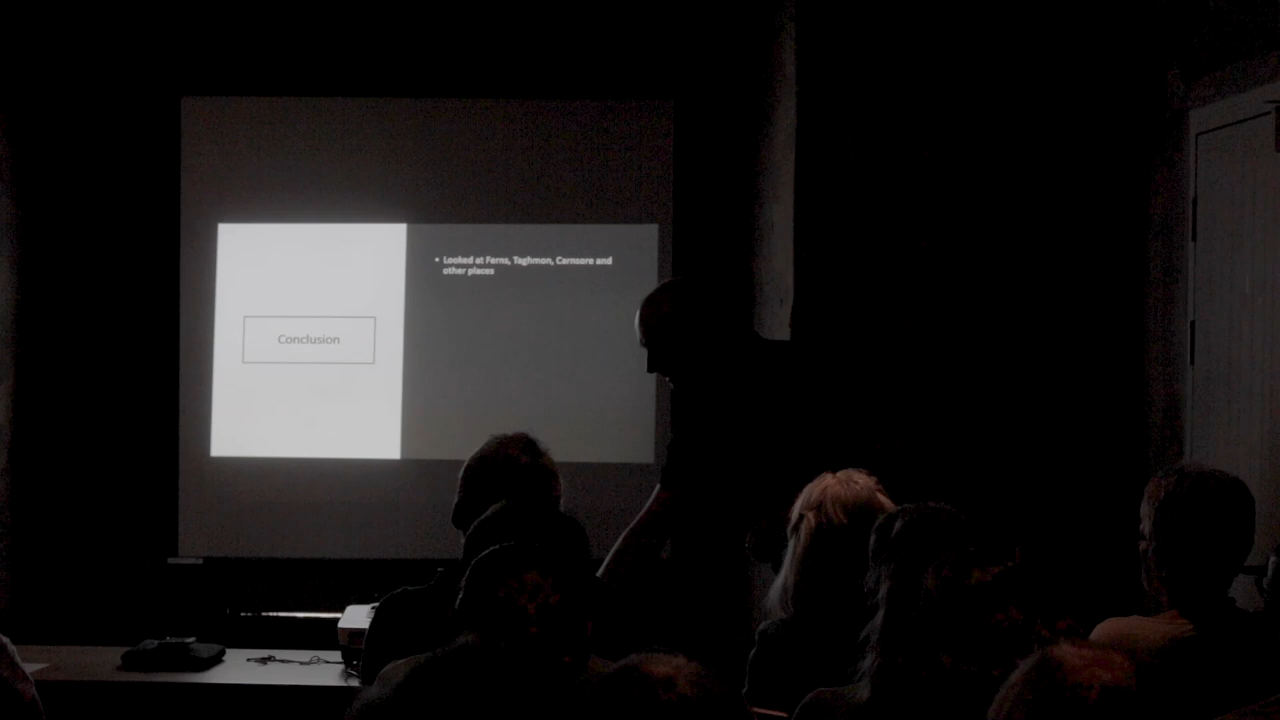 Conclusion
• Looked at Ferns, Taghmon, Carnsore and
other places